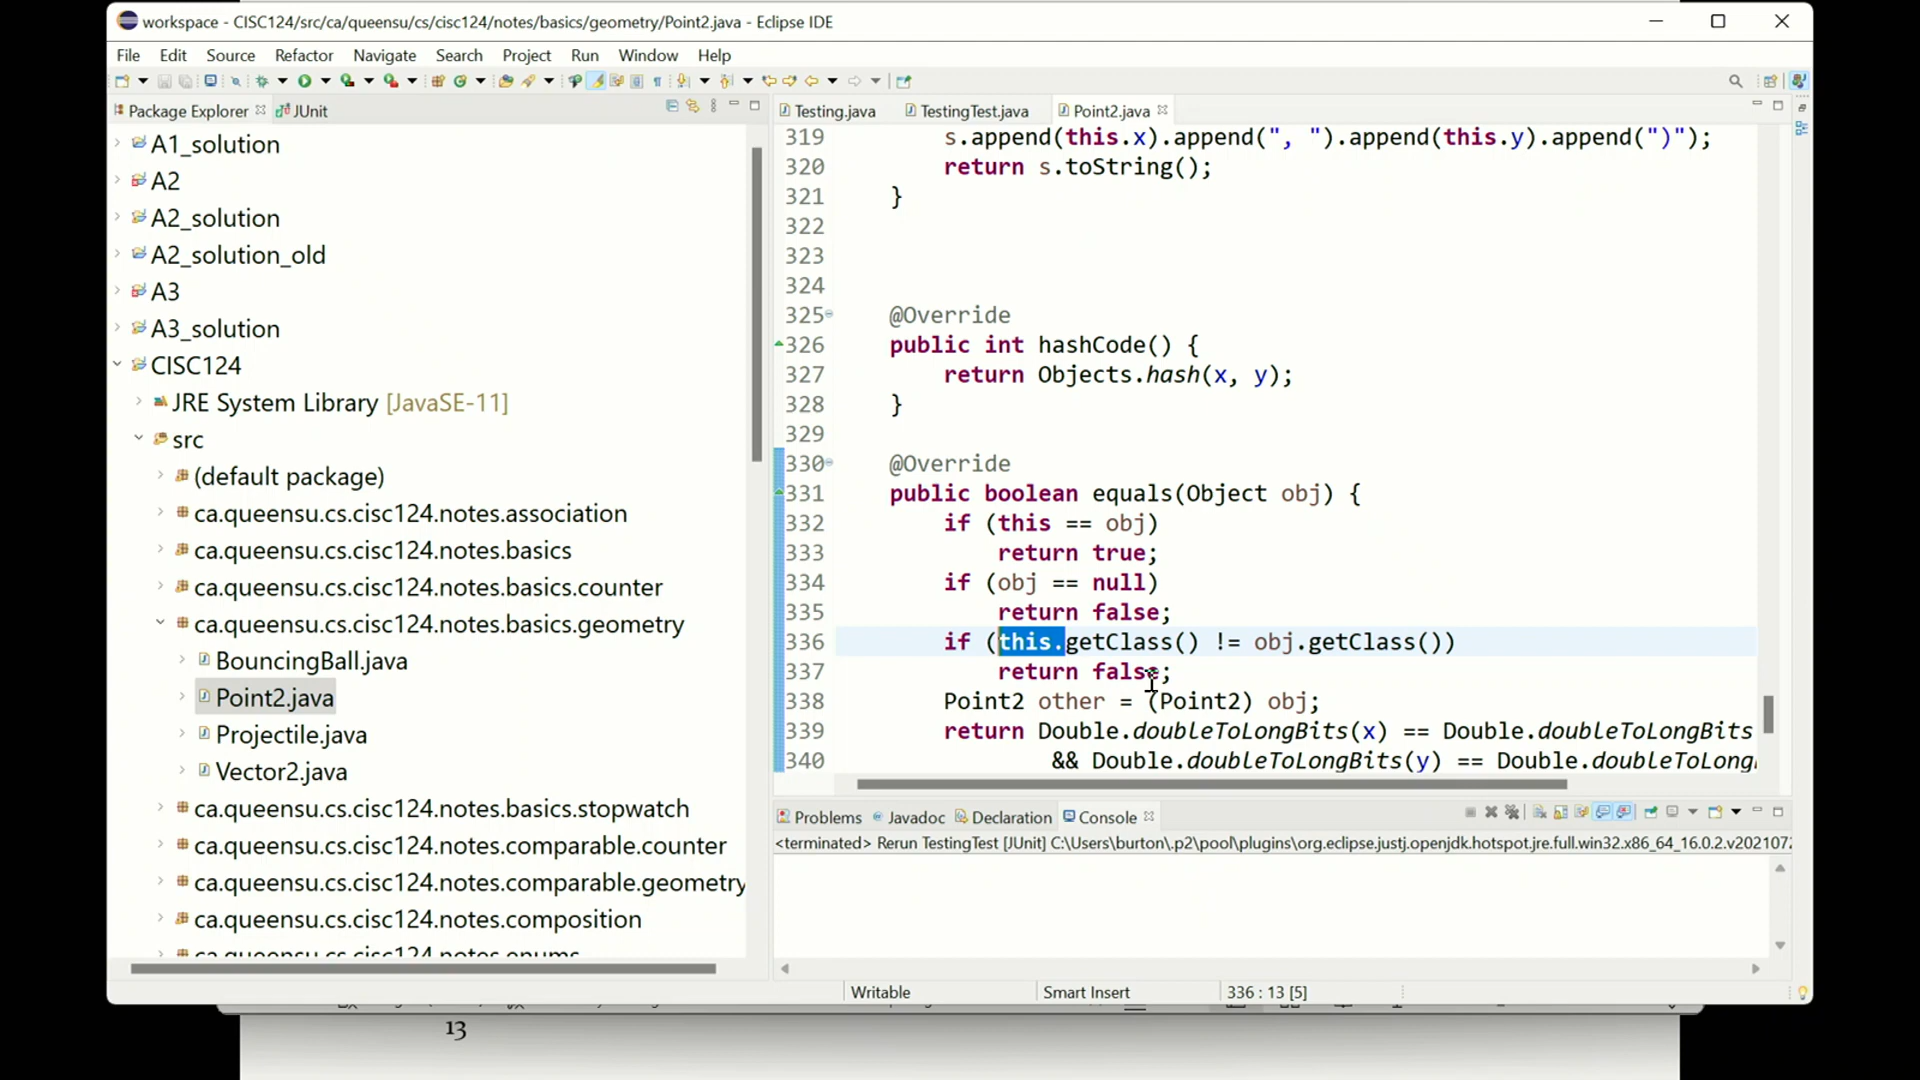 workspace - CISC124/src/ca/queensu/cs/cisc124/notes/basics/geometry/Point2.java - Eclipse IDE
File Edit Source Refactor Navigate Search Project Run Window Help
Package Explorer JUnit
A1_solution
A2
A2_solution
A2_solution_old
A3
A3_solution
CISC124
JRE System Library [JavaSE-11]
src
(default package)
ca.queensu.cs.cisc124.notes.association
ca.queensu.cs.cisc124.notes.basics
ca.queensu.cs.cisc124.notes.basics.counter
ca.queensu.cs.cisc124.notes.basics.geometry
BouncingBall.java
Point2.java
Projectile.java
Vector2.java
ca.queensu.cs.cisc124.notes.basics.stopwatch
ca.queensu.cs.cisc124.notes.comparable.counter
ca.queensu.cs.cisc124.notes.comparable.geometry
ca.queensu.cs.cisc124.notes.composition
ca.queensu.cs.cisc124.notes.enums
Testing.java TestingTest.java Point2.java
319 s.append(this.x).append(", ").append(this.y).append(")");
320 return s.toString();
321 }
322
323
324
325 @Override
326 public int hashCode() {
327 return Objects.hash(x, y);
328 }
329
330 @Override
331 public boolean equals(Object obj) {
332 if (this == obj)
333 return true;
334 if (obj == null)
335 return false;
336 if (this.getClass() != obj.getClass())
337 return false;
338 Point2 other = (Point2) obj;
339 return Double.doubleToLongBits(x) == Double.doubleToLongBits
340 && Double.doubleToLongBits(y) == Double.doubleToLong
Problems Javadoc Declaration Console
<terminated> Rerun TestingTest [JUnit] C:\Users\burton\.p2\pool\plugins\org.eclipse.justj.openjdk.hotspot.jre.full.win32.x86_64_16.0.2.v202107
Writable Smart Insert 336 : 13 [5]
13